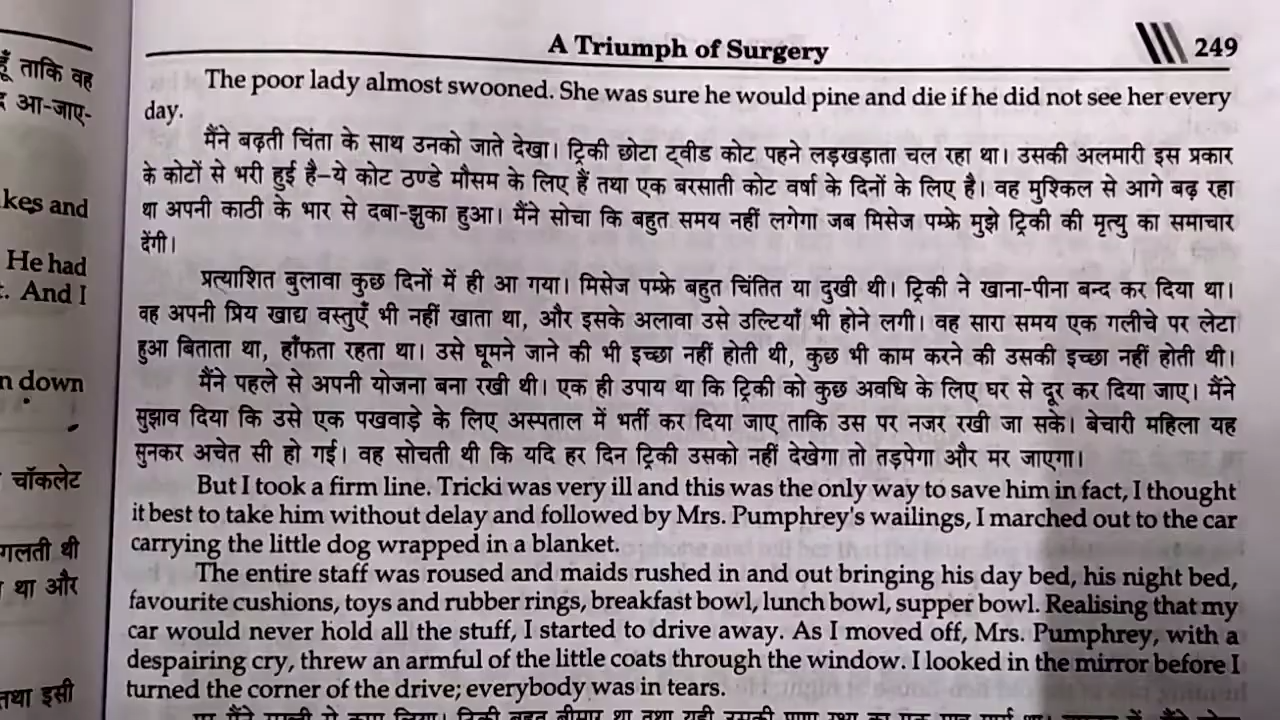 A Triumph of Surgery 249
The poor lady almost swooned. She was sure he would pine and die if he did not see her every
day.
मैंने बढ़ती चिंता के साथ उनको जाते देखा। ट्रिकी छोटा ट्वीड कोट पहने लड़खड़ाता चल रहा था। उसकी अलमारी इस प्रकार
के कोटों से भरी हुई है–ये कोट ठण्डे मौसम के लिए हैं तथा एक बरसाती कोट वर्षा के दिनों के लिए है। वह मुश्किल से आगे बढ़ रहा
था अपनी काठी के भार से दबा-झुका हुआ। मैंने सोचा कि बहुत समय नहीं लगेगा जब मिसेज पम्फ्रे मुझे ट्रिकी की मृत्यु का समाचार
देंगी।
प्रत्याशित बुलावा कुछ दिनों में ही आ गया। मिसेज पम्फ्रे बहुत चिंतित या दुखी थी। ट्रिकी ने खाना-पीना बन्द कर दिया था।
वह अपनी प्रिय खाद्य वस्तुएँ भी नहीं खाता था, और इसके अलावा उसे उल्टियाँ भी होने लगी। वह सारा समय एक गलीचे पर लेटा
हुआ बिताता था, हाँफता रहता था। उसे घूमने जाने की भी इच्छा नहीं होती थी, कुछ भी काम करने की उसकी इच्छा नहीं होती थी।
मैंने पहले से अपनी योजना बना रखी थी। एक ही उपाय था कि ट्रिकी को कुछ अवधि के लिए घर से दूर कर दिया जाए। मैंने
सुझाव दिया कि उसे एक पखवाड़े के लिए अस्पताल में भर्ती कर दिया जाए ताकि उस पर नजर रखी जा सके। बेचारी महिला यह
सुनकर अचेत सी हो गई। वह सोचती थी कि यदि हर दिन ट्रिकी उसको नहीं देखेगा तो तड़पेगा और मर जाएगा।
But I took a firm line. Tricki was very ill and this was the only way to save him in fact, I thought
it best to take him without delay and followed by Mrs. Pumphrey's wailings, I marched out to the car
carrying the little dog wrapped in a blanket.
The entire staff was roused and maids rushed in and out bringing his day bed, his night bed,
favourite cushions, toys and rubber rings, breakfast bowl, lunch bowl, supper bowl. Realising that my
car would never hold all the stuff, I started to drive away. As I moved off, Mrs. Pumphrey, with a
despairing cry, threw an armful of the little coats through the window. I looked in the mirror before I
turned the corner of the drive; everybody was in tears.
ताकि वह
आ-जाए-
kes and
He had
. And I
n down
चॉकलेट
गलती थी
था और
तथा इसी